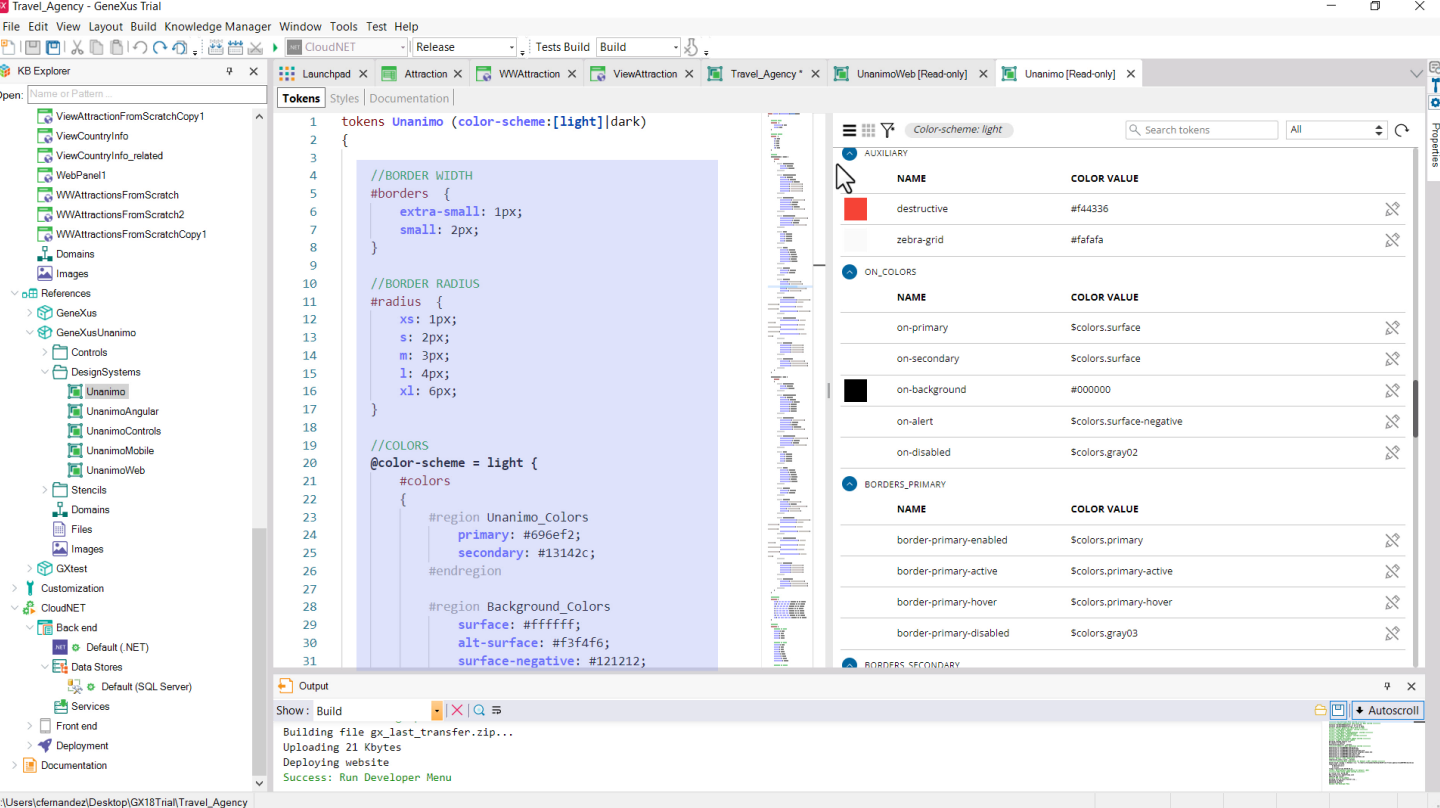 Travel_Agency - GeneXus Trial
File Edit View Layout Build Knowledge Manager Window Tools Test Help
CloudNET Release Tests Build Build
KB Explorer
Open: Name or Pattern ...
ViewAttractionFromScratchCopy1
ViewCountryInfo
ViewCountryInfo_related
WebPanel1
WWAttractionsFromScratch
WWAttractionsFromScratch2
WWAttractionsFromScratchCopy1
Domains
Images
References
GeneXus
GeneXusUnanimo
Controls
DesignSystems
Unanimo
UnanimoAngular
UnanimoControls
UnanimoMobile
UnanimoWeb
Stencils
Domains
Files
Images
GXtest
Customization
CloudNET
Back end
Default (.NET)
Data Stores
Default (SQL Server)
Services
Front end
Deployment
Documentation
Launchpad Attraction WWAttraction ViewAttraction Travel_Agency * UnanimoWeb [Read-only] Unanimo [Read-only]
Tokens Styles Documentation
1 tokens Unanimo (color-scheme:[light]|dark)
2 {
3
4 //BORDER WIDTH
5 #borders {
6 extra-small: 1px;
7 small: 2px;
8 }
9
10 //BORDER RADIUS
11 #radius {
12 xs: 1px;
13 s: 2px;
14 m: 3px;
15 l: 4px;
16 xl: 6px;
17 }
18
19 //COLORS
20 @color-scheme = light {
21 #colors
22 {
23 #region Unanimo_Colors
24 primary: #696ef2;
25 secondary: #13142c;
26 #endregion
27
28 #region Background_Colors
29 surface: #ffffff;
30 alt-surface: #f3f4f6;
31 surface-negative: #121212;
Color-scheme: light Search tokens All
AUXILIARY
NAME COLOR VALUE
destructive #f44336
zebra-grid #fafafa
ON_COLORS
NAME COLOR VALUE
on-primary $colors.surface
on-secondary $colors.surface
on-background #000000
on-alert $colors.surface-negative
on-disabled $colors.gray02
BORDERS_PRIMARY
NAME COLOR VALUE
border-primary-enabled $colors.primary
border-primary-active $colors.primary-active
border-primary-hover $colors.primary-hover
border-primary-disabled $colors.gray03
BORDERS_SECONDARY
Properties
Output
Show: Build Autoscroll
Building file gx_last_transfer.zip...
Uploading 21 Kbytes
Deploying website
Success: Run Developer Menu
:\Users\cfernandez\Desktop\GX18Trial\Travel_Agency